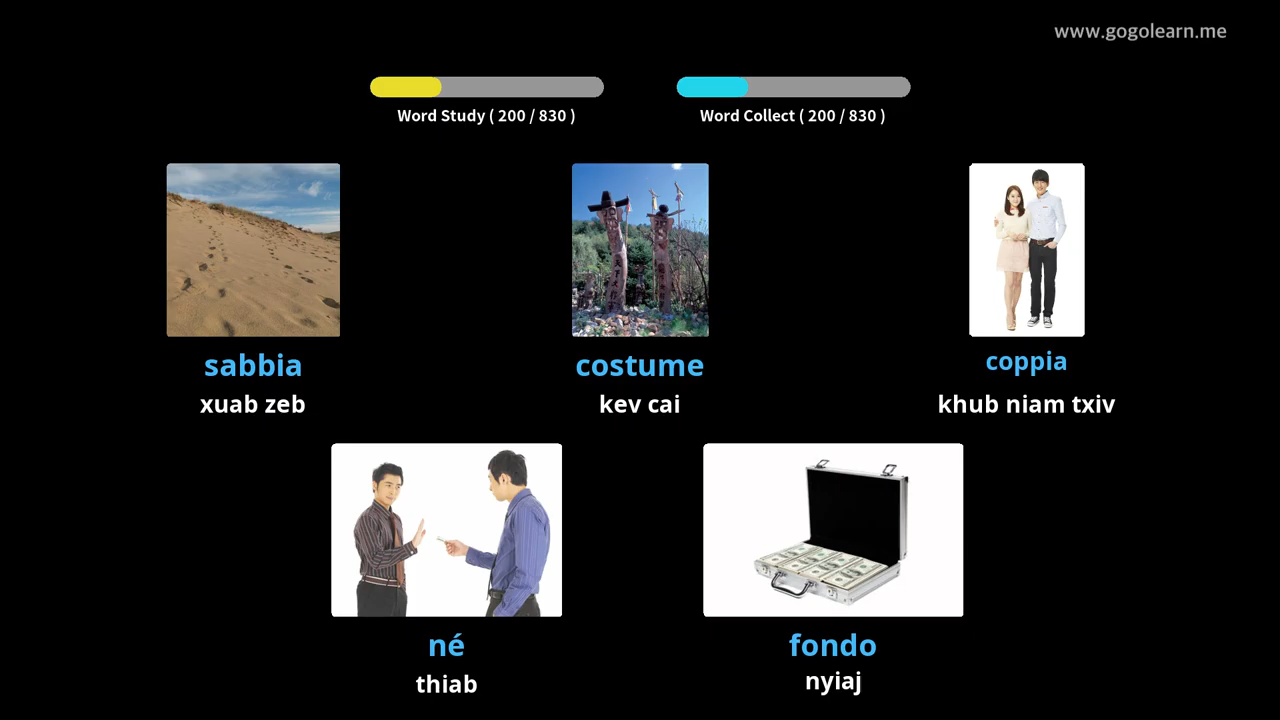 www.gogolearn.me
Word Study ( 200 / 830 )
Word Collect ( 200 / 830 )
sabbia
xuab zeb
costume
kev cai
coppia
khub niam txiv
né
thiab
fondo
nyiaj